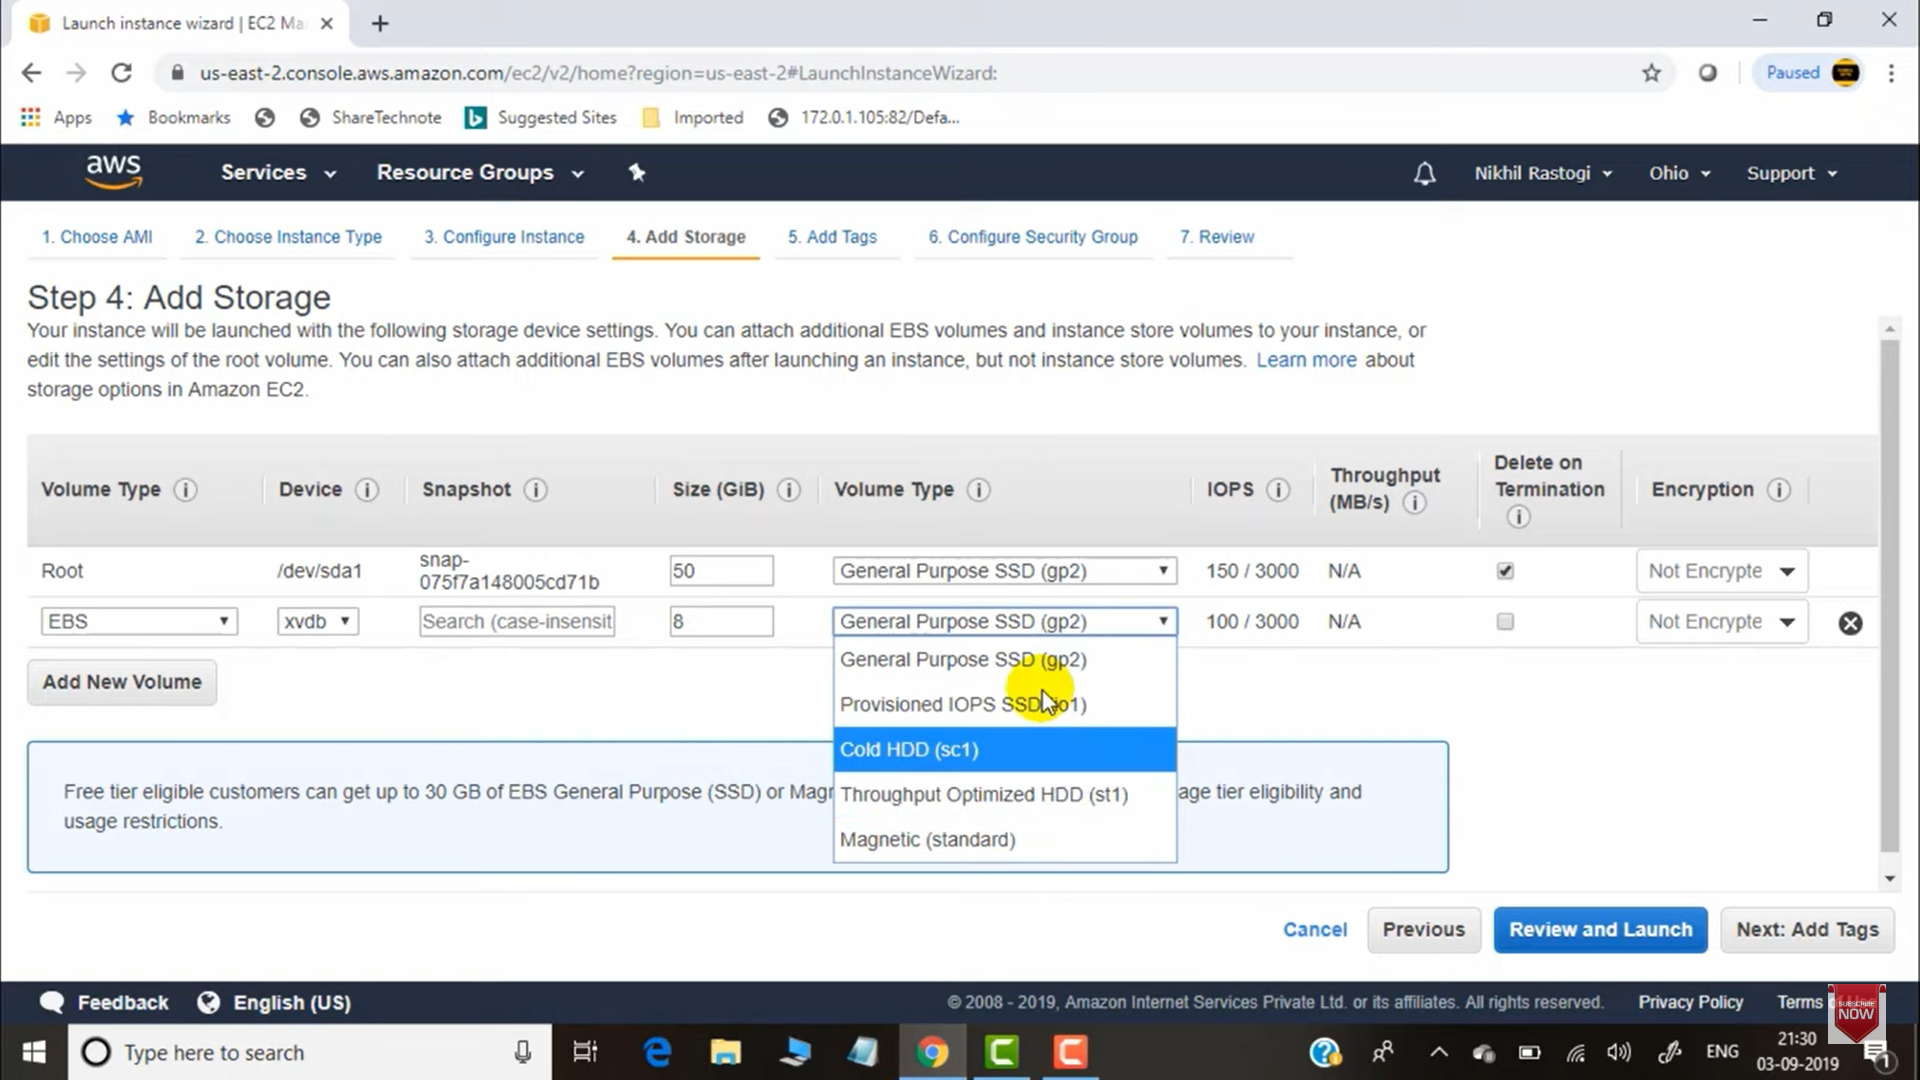 Launch instance wizard | EC2 Ma
us-east-2.console.aws.amazon.com/ec2/v2/home?region=us-east-2#LaunchInstanceWizard:
Paused
Apps
Bookmarks
ShareTechnote
Suggested Sites
Imported
172.0.1.105:82/Defa...
aws
Services
Resource Groups
Nikhil Rastogi
Ohio
Support
1. Choose AMI
2. Choose Instance Type
3. Configure Instance
4. Add Storage
5. Add Tags
6. Configure Security Group
7. Review
Step 4: Add Storage
Your instance will be launched with the following storage device settings. You can attach additional EBS volumes and instance store volumes to your instance, or
edit the settings of the root volume. You can also attach additional EBS volumes after launching an instance, but not instance store volumes. Learn more about
storage options in Amazon EC2.
Volume Type
Device
Snapshot
Size (GiB)
Volume Type
IOPS
Throughput
(MB/s)
Delete on
Termination
Encryption
Root
/dev/sda1
snap-
075f7a148005cd71b
50
General Purpose SSD (gp2)
150 / 3000
N/A
Not Encrypte
EBS
xvdb
Search (case-insensit
8
General Purpose SSD (gp2)
100 / 3000
N/A
Not Encrypte
General Purpose SSD (gp2)
Provisioned IOPS SSD (io1)
Cold HDD (sc1)
Throughput Optimized HDD (st1)
Magnetic (standard)
Add New Volume
Free tier eligible customers can get up to 30 GB of EBS General Purpose (SSD) or Magn
age tier eligibility and
usage restrictions.
Cancel
Previous
Review and Launch
Next: Add Tags
Feedback
English (US)
© 2008 - 2019, Amazon Internet Services Private Ltd. or its affiliates. All rights reserved.
Privacy Policy
Terms of Use
SUBSCRIBE
NOW
Type here to search
ENG
21:30
03-09-2019
1